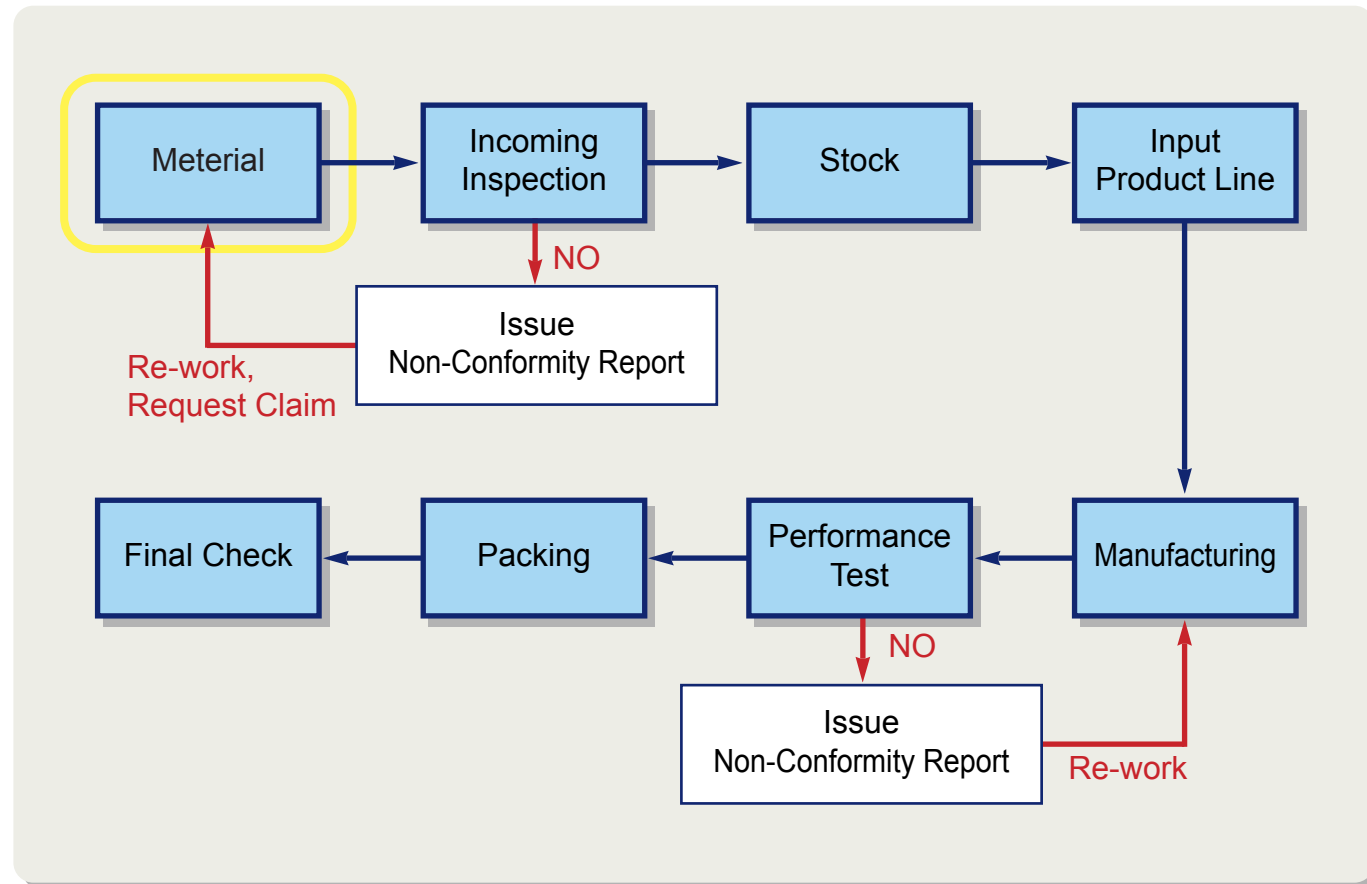 Meterial
Incoming
Inspection
Stock
Input
Product Line
NO
Issue
Non-Conformity Report
Re-work,
Request Claim
Final Check
Packing
Performance
Test
Manufacturing
NO
Issue
Non-Conformity Report
Re-work